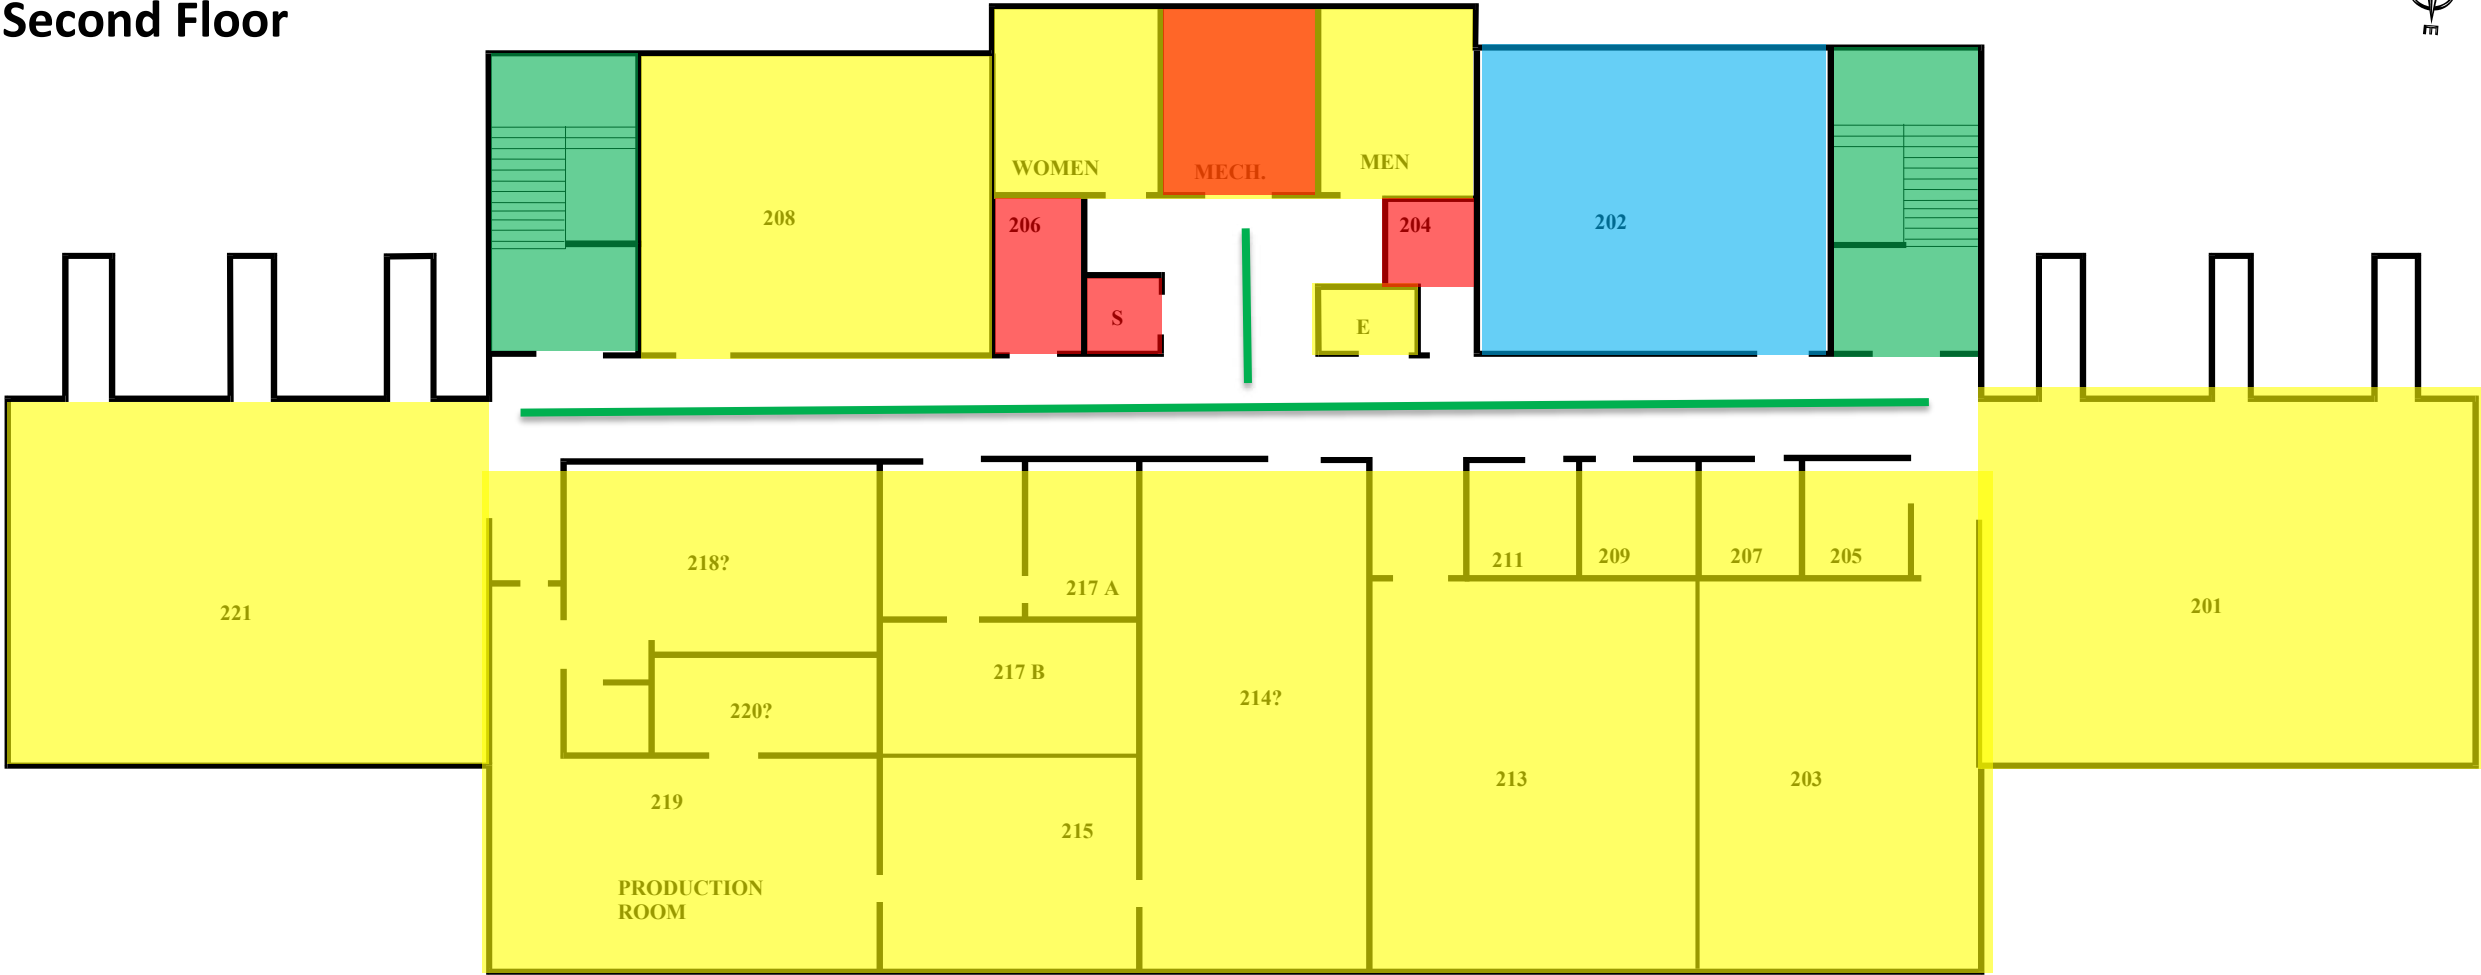 Second Floor
E
WOMEN
MECH.
MEN
208
206
204
202
S
E
218?
217 A
211
209
207
205
221
201
217 B
220?
214?
219
215
213
203
PRODUCTION
ROOM